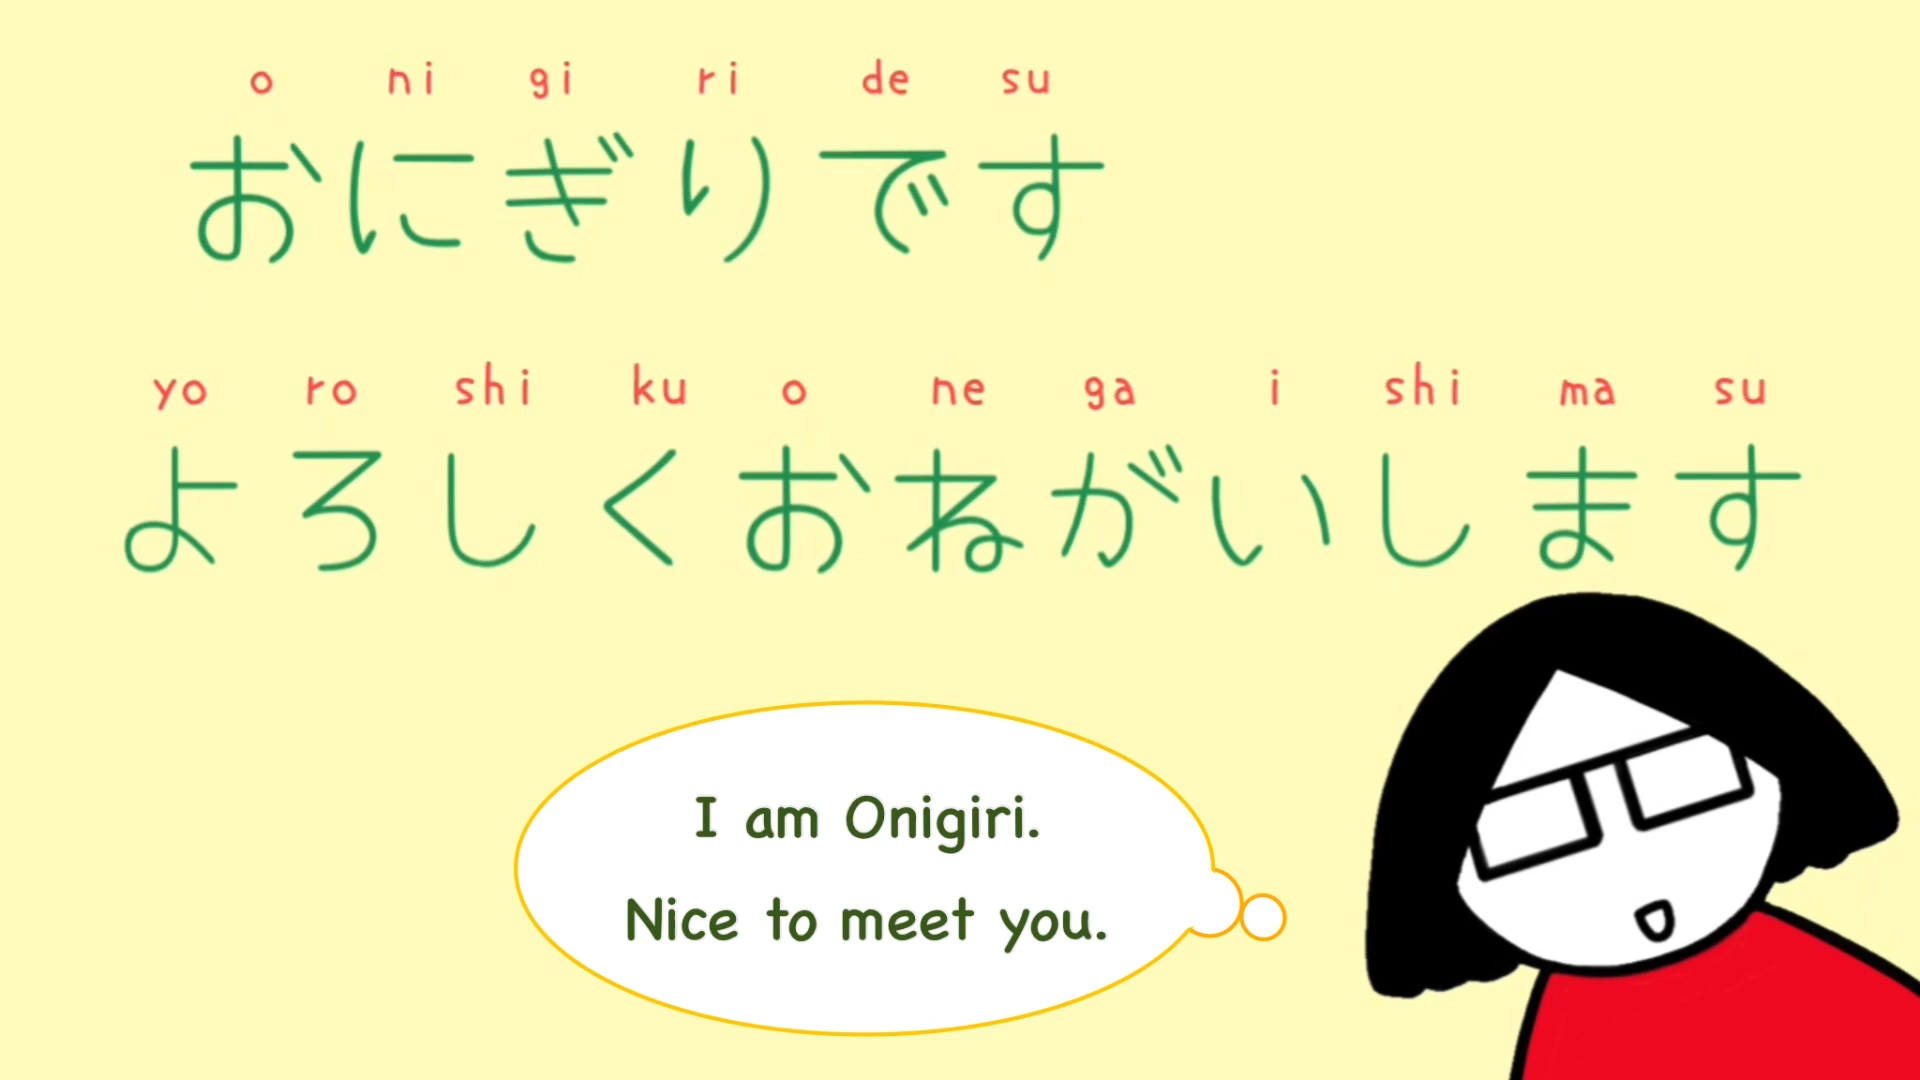 o ni gi ri de su
おにぎりです
yo ro shi ku o ne ga i shi ma su
よろしくおねがいします
I am Onigiri.
Nice to meet you.